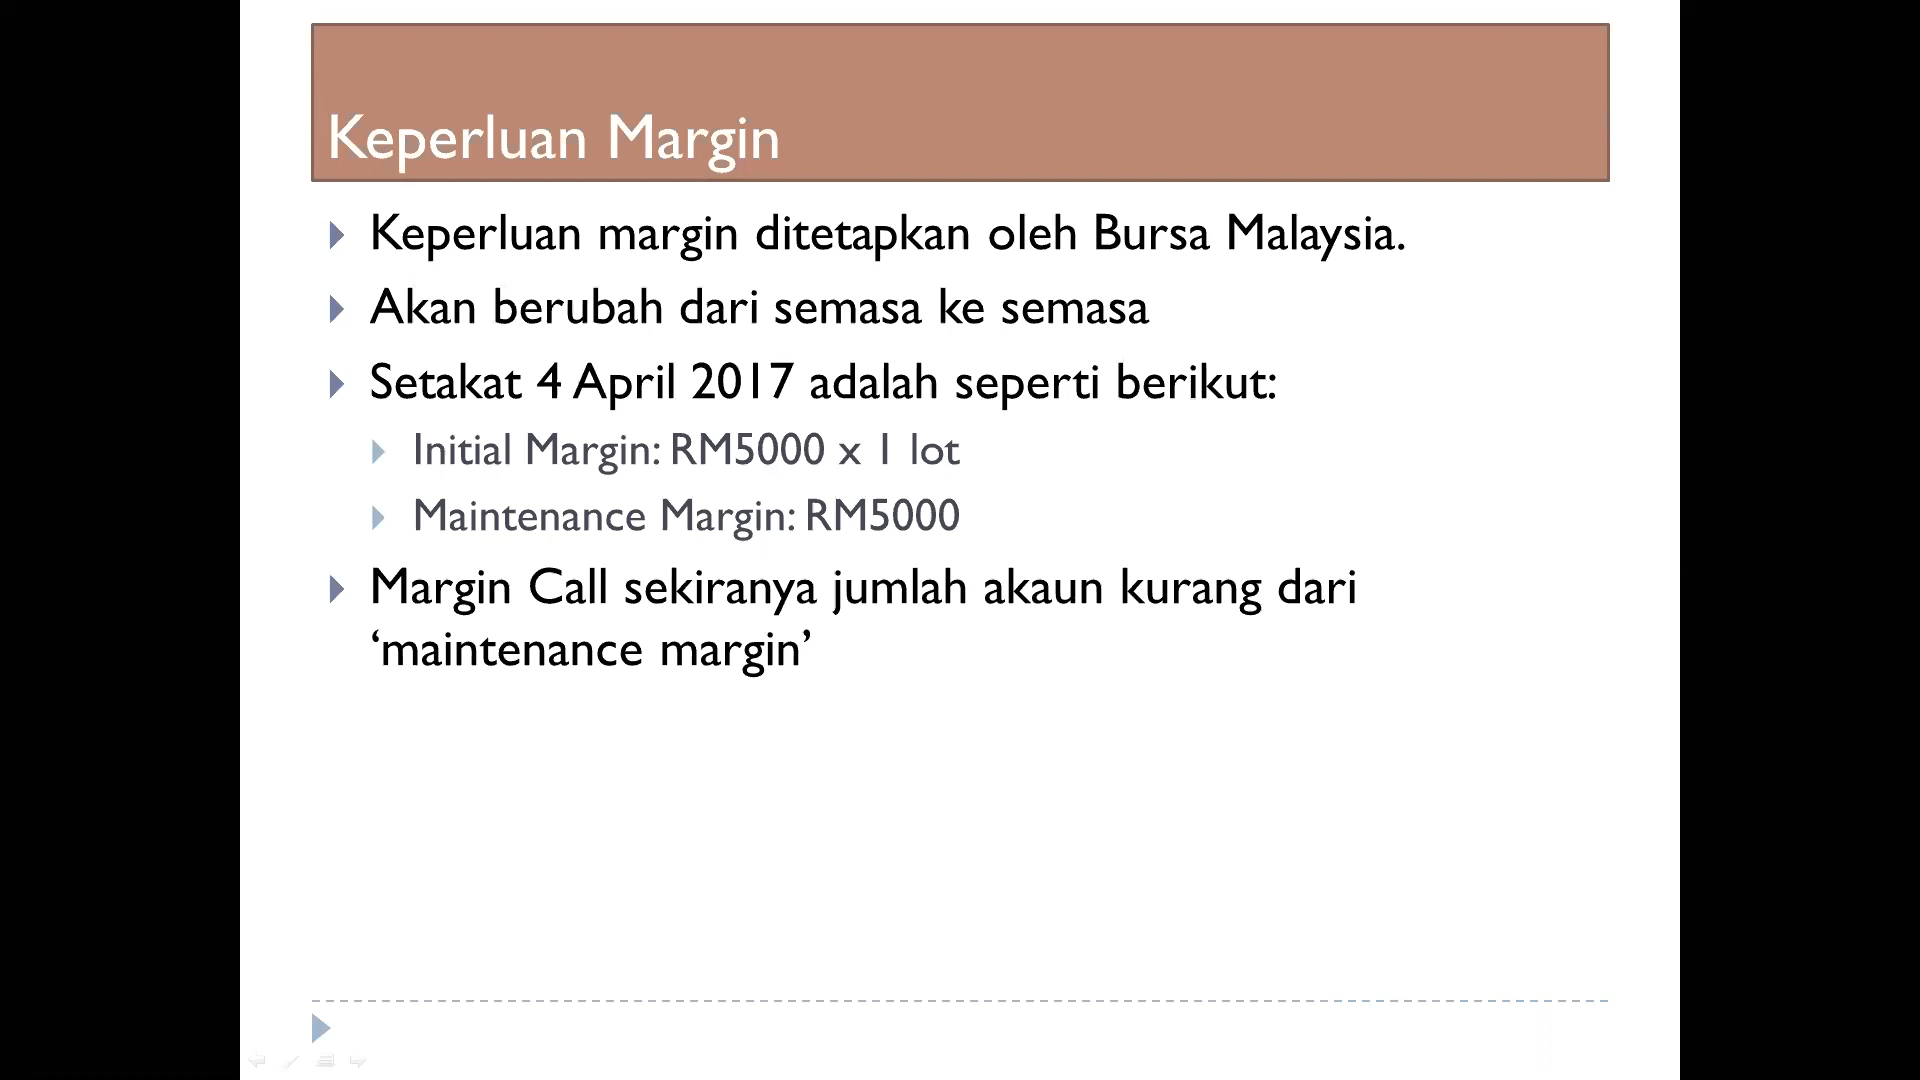 Keperluan Margin
Keperluan margin ditetapkan oleh Bursa Malaysia.
Akan berubah dari semasa ke semasa
Setakat 4 April 2017 adalah seperti berikut:
Initial Margin: RM5000 x 1 lot
Maintenance Margin: RM5000
Margin Call sekiranya jumlah akaun kurang dari
‘maintenance margin’